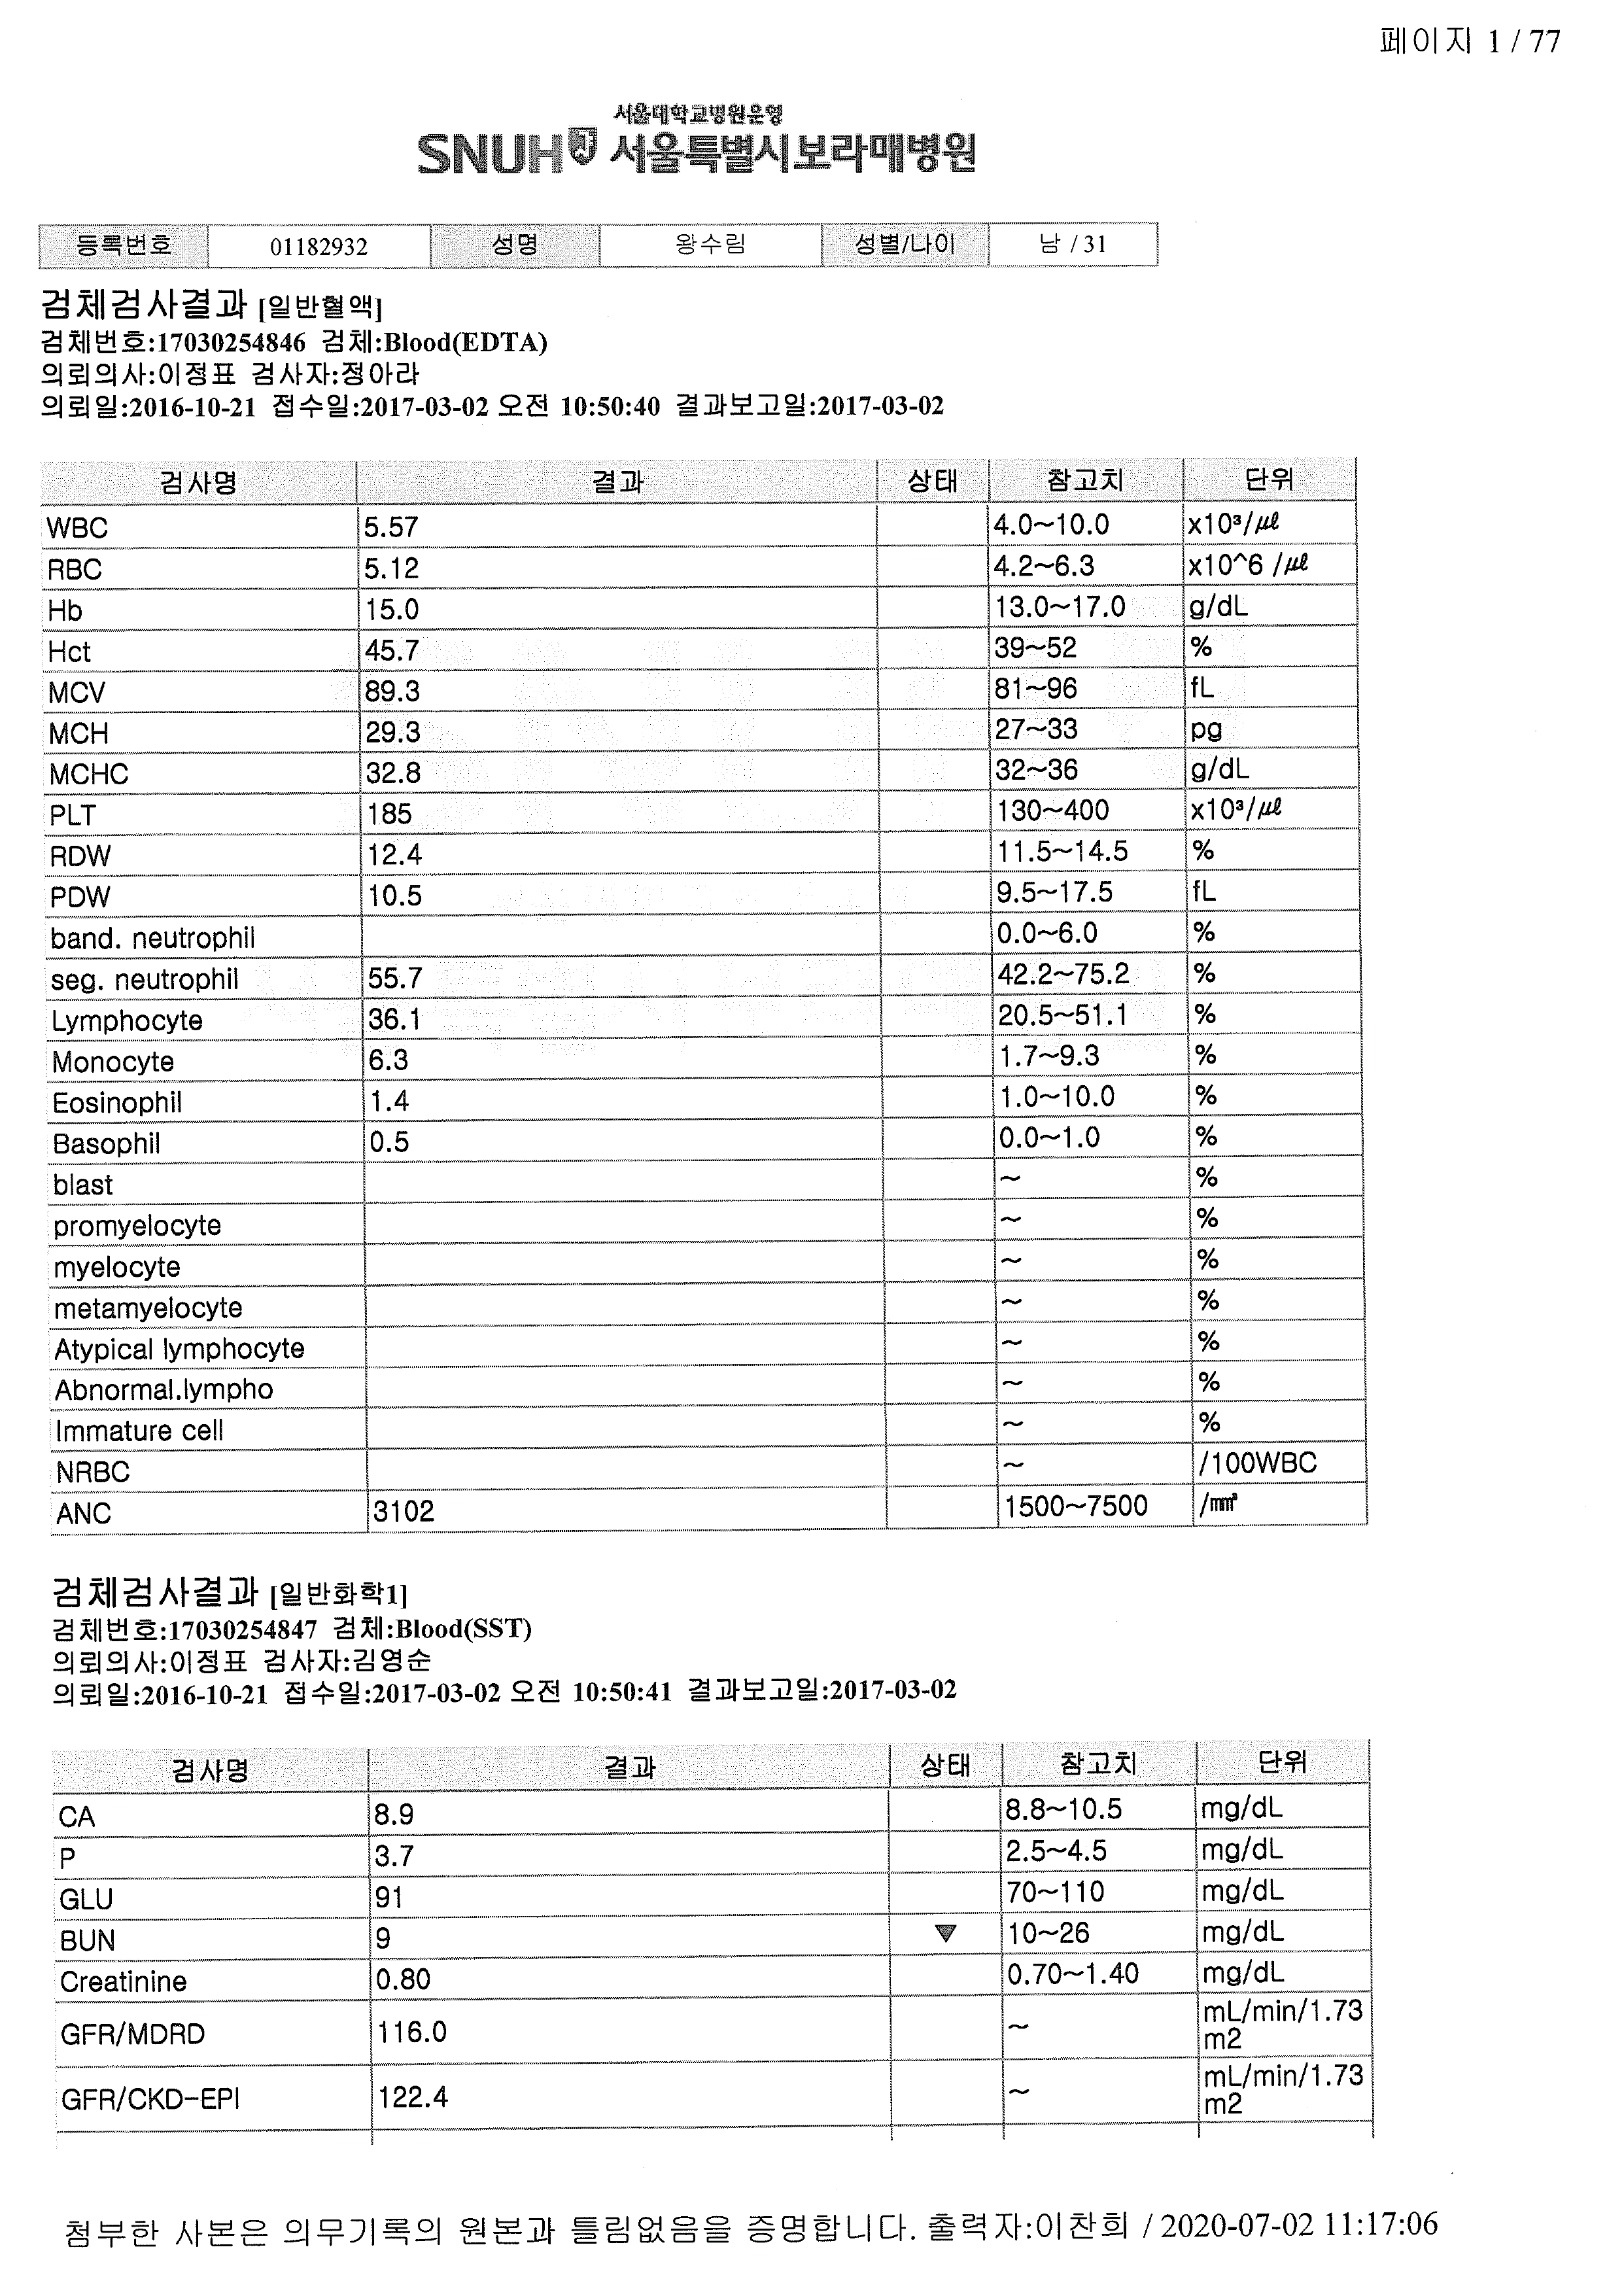 페이지 1 / 77
서울대학교병원운영
SNUH 서울특별시보라매병원
등록번호 01182932 성명 왕수림 성별/나이 남 / 31
검체검사결과 [일반혈액]
검체번호:17030254846 검체:Blood(EDTA)
의뢰의사:이정표 검사자:정아라
의뢰일:2016-10-21 접수일:2017-03-02 오전 10:50:40 결과보고일:2017-03-02
검사명 결과 상태 참고치 단위
WBC 5.57 4.0~10.0 x10³/㎕
RBC 5.12 4.2~6.3 x10^6 /㎕
Hb 15.0 13.0~17.0 g/dL
Hct 45.7 39~52 %
MCV 89.3 81~96 fL
MCH 29.3 27~33 pg
MCHC 32.8 32~36 g/dL
PLT 185 130~400 x10³/㎕
RDW 12.4 11.5~14.5 %
PDW 10.5 9.5~17.5 fL
band. neutrophil 0.0~6.0 %
seg. neutrophil 55.7 42.2~75.2 %
Lymphocyte 36.1 20.5~51.1 %
Monocyte 6.3 1.7~9.3 %
Eosinophil 1.4 1.0~10.0 %
Basophil 0.5 0.0~1.0 %
blast ~ %
promyelocyte ~ %
myelocyte ~ %
metamyelocyte ~ %
Atypical lymphocyte ~ %
Abnormal.lympho ~ %
Immature cell ~ %
NRBC ~ /100WBC
ANC 3102 1500~7500 /㎣
검체검사결과 [일반화학1]
검체번호:17030254847 검체:Blood(SST)
의뢰의사:이정표 검사자:김영순
의뢰일:2016-10-21 접수일:2017-03-02 오전 10:50:41 결과보고일:2017-03-02
검사명 결과 상태 참고치 단위
CA 8.9 8.8~10.5 mg/dL
P 3.7 2.5~4.5 mg/dL
GLU 91 70~110 mg/dL
BUN 9 ▼ 10~26 mg/dL
Creatinine 0.80 0.70~1.40 mg/dL
GFR/MDRD 116.0 ~ mL/min/1.73
m2
GFR/CKD-EPI 122.4 ~ mL/min/1.73
m2
첨부한 사본은 의무기록의 원본과 틀림없음을 증명합니다. 출력자:이찬희 / 2020-07-02 11:17:06